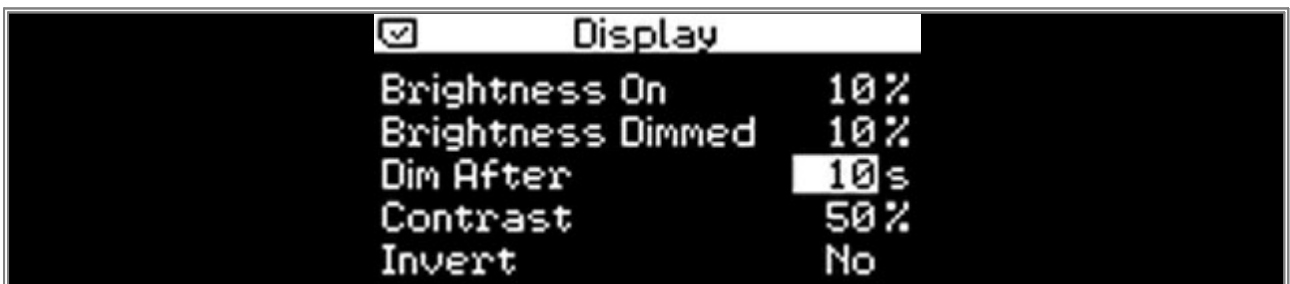 Display
Brightness On 10%
Brightness Dimmed 10%
Dim After 10s
Contrast 50%
Invert No